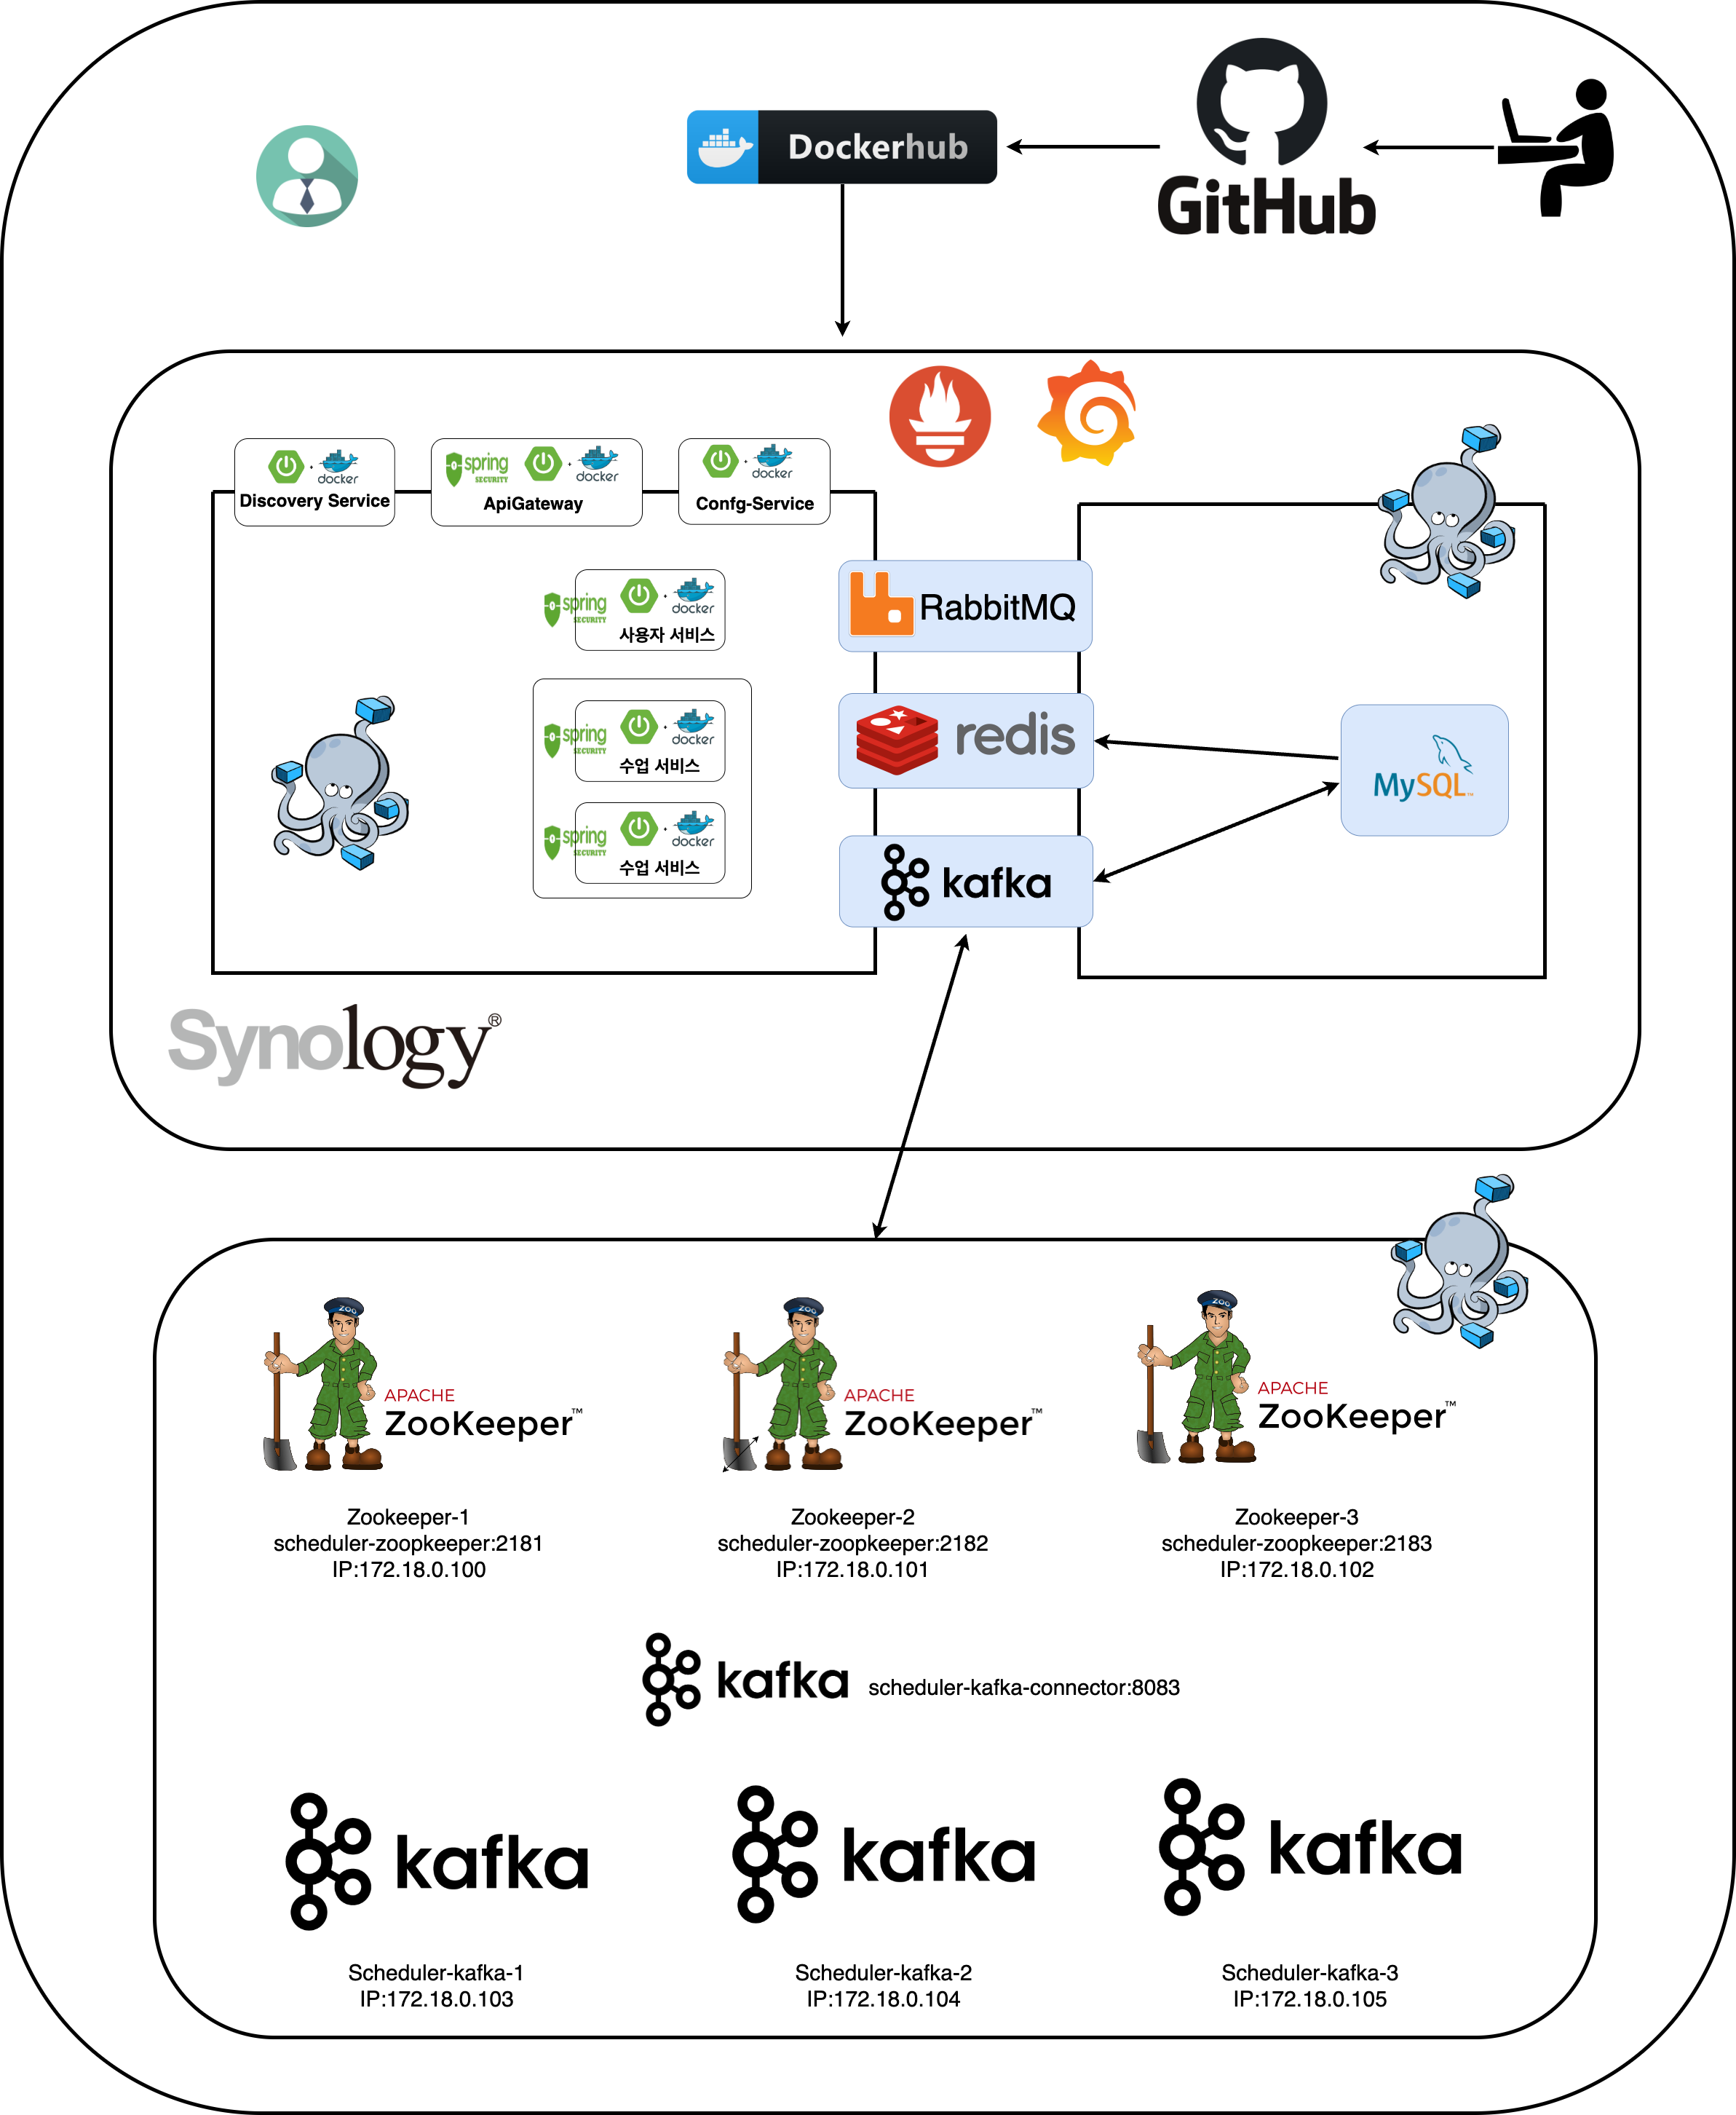 Dockerhub
GitHub
spring
SECURITY
docker
docker
docker
Discovery Service
ApiGateway
Confg-Service
spring
SECURITY
docker
사용자 서비스
RabbitMQ
spring
SECURITY
docker
수업 서비스
redis
MySQL™
spring
SECURITY
docker
수업 서비스
kafka
Synology®
ZOO
APACHE
ZooKeeper™
ZOO
APACHE
ZooKeeper™
ZOO
APACHE
ZooKeeper™
Zookeeper-1
scheduler-zoopkeeper:2181
IP:172.18.0.100
Zookeeper-2
scheduler-zoopkeeper:2182
IP:172.18.0.101
Zookeeper-3
scheduler-zoopkeeper:2183
IP:172.18.0.102
kafka
scheduler-kafka-connector:8083
kafka
kafka
kafka
Scheduler-kafka-1
IP:172.18.0.103
Scheduler-kafka-2
IP:172.18.0.104
Scheduler-kafka-3
IP:172.18.0.105